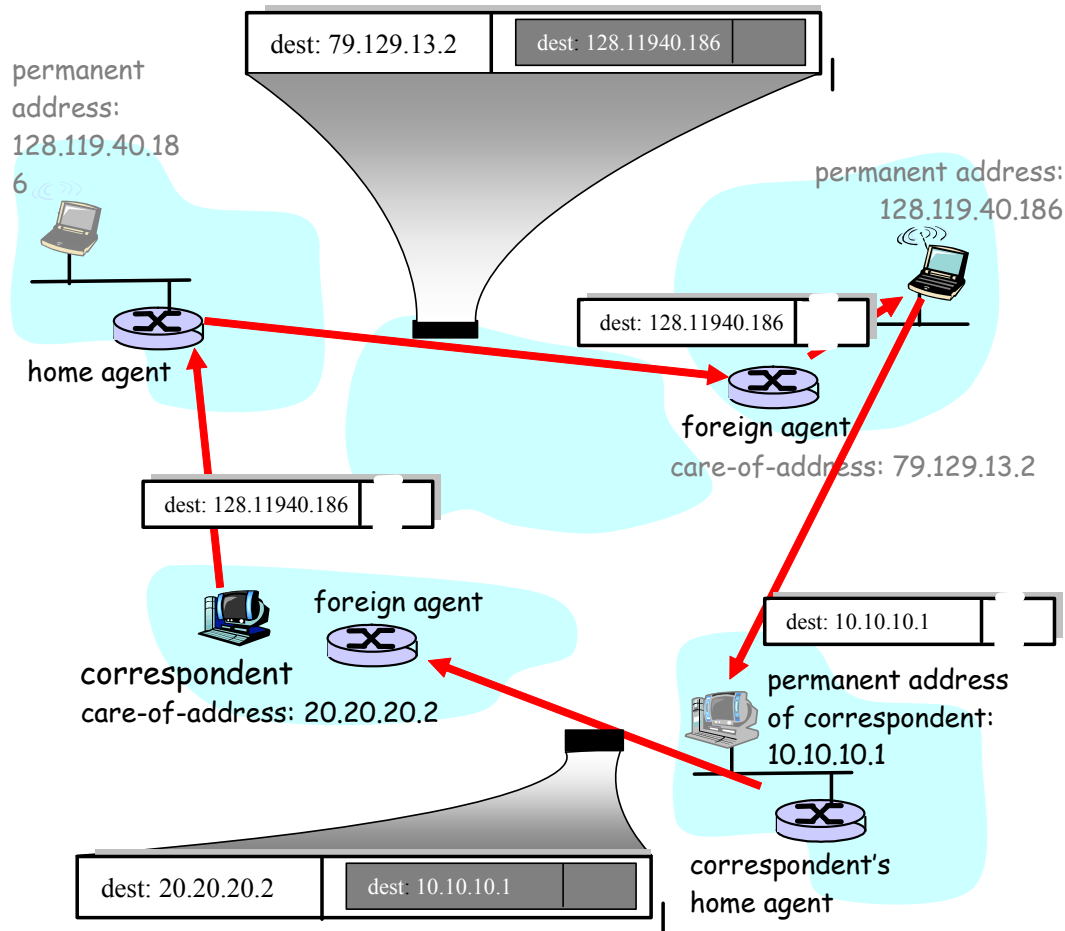 dest: 79.129.13.2
dest: 128.11940.186
permanent
address:
128.119.40.18
6
permanent address:
128.119.40.186
dest: 128.11940.186
home agent
foreign agent
care-of-address: 79.129.13.2
dest: 128.11940.186
foreign agent
correspondent
care-of-address: 20.20.20.2
dest: 10.10.10.1
permanent address
of correspondent:
10.10.10.1
correspondent's
home agent
dest: 20.20.20.2
dest: 10.10.10.1